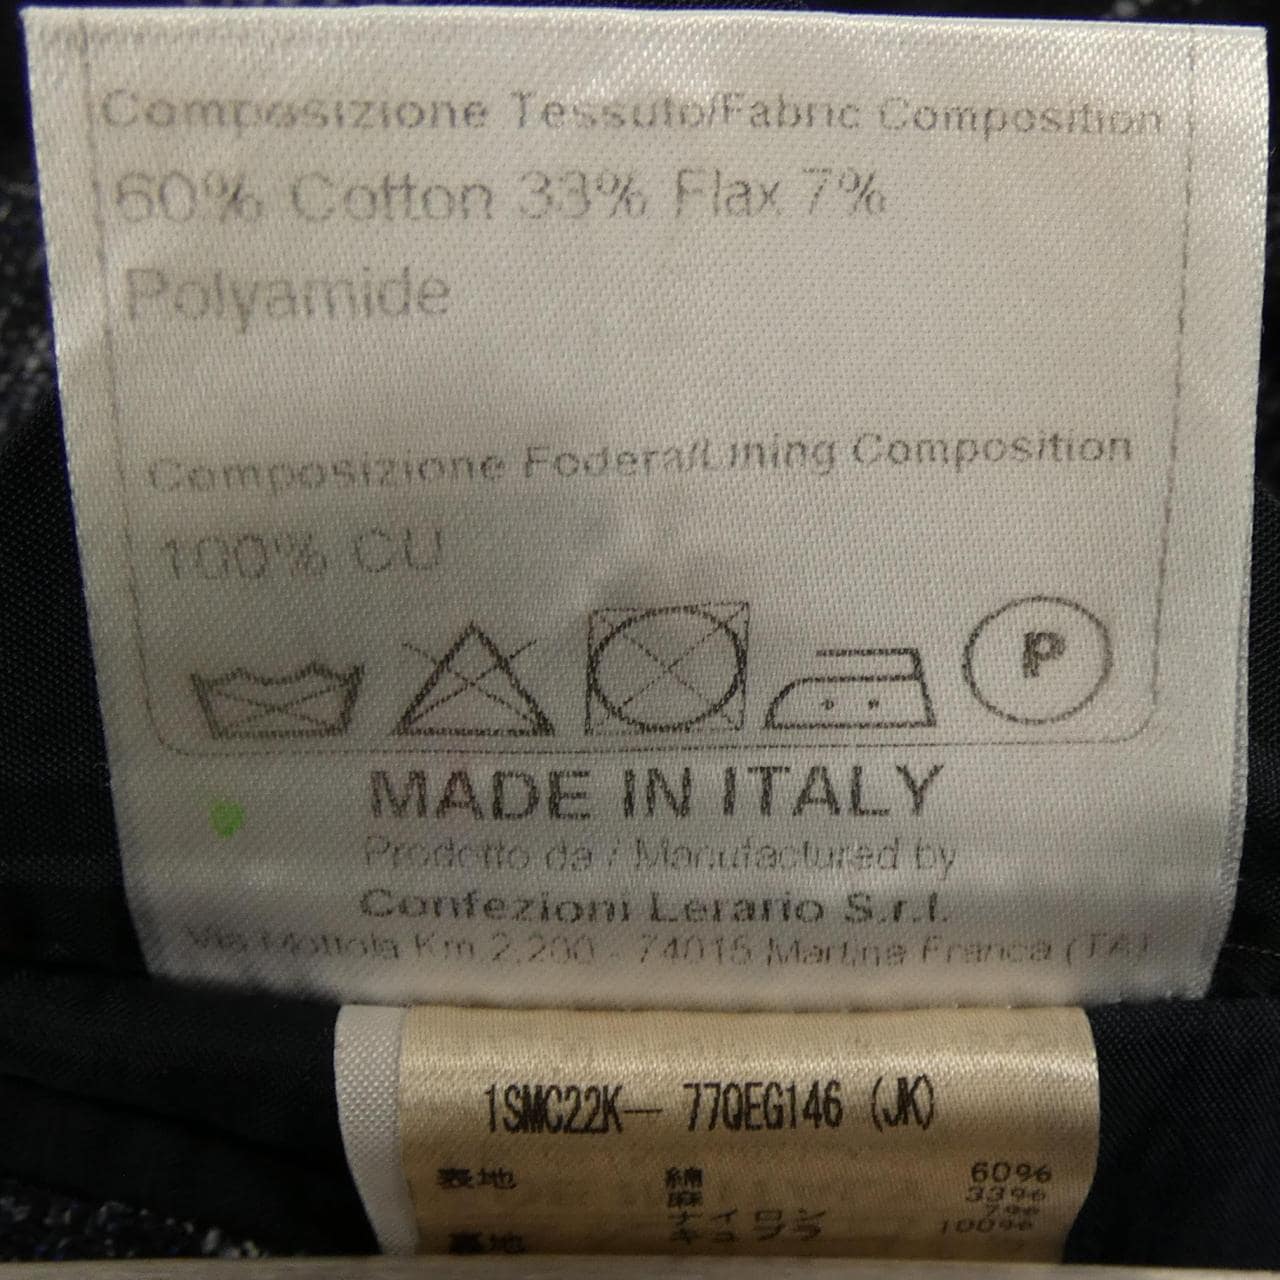 Composizione Tessuto/Fabric Composition
60% Cotton 33% Flax 7%
Polyamide
Composizione Fodera/Lining Composition
100% CU
P
MADE IN ITALY
Prodotto da / Manufactured by
Confezioni Lerario S.r.l.
Via Mottola Km 2,200 - 74015 Martina Franca (TA)
1SMC22K— 77QEG146 (JK)
表地 綿 60%
麻 33%
ナイロン 7%
裏地 キュプラ 100%